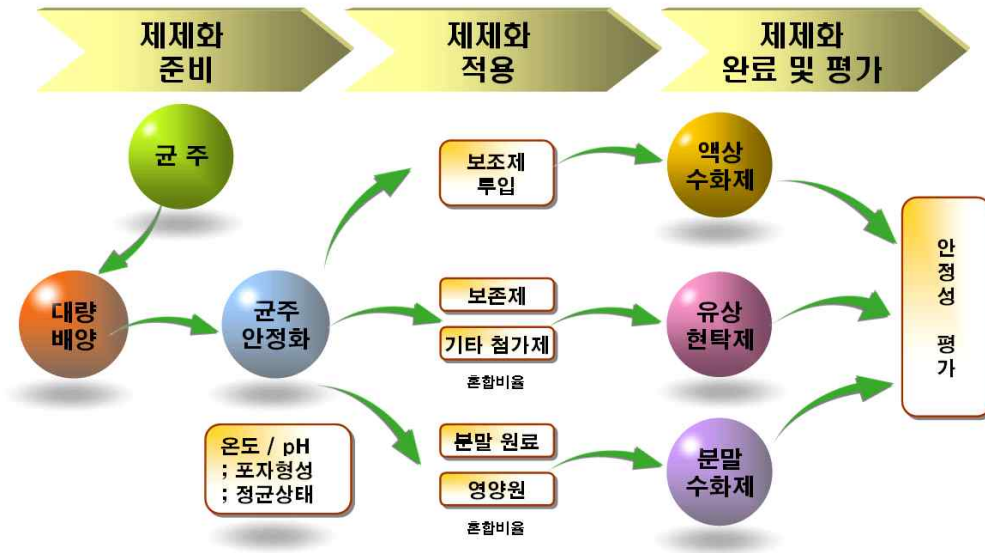 제제화
준비
제제화
적용
제제화
완료 및 평가
균 주
대량
배양
균주
안정화
온도 / pH
; 포자형성
; 정균상태
보조제
투입
보존제
기타 첨가제
혼합비율
분말 원료
영양원
혼합비율
액상
수화제
유상
현탁제
분말
수화제
안
정
성
평
가